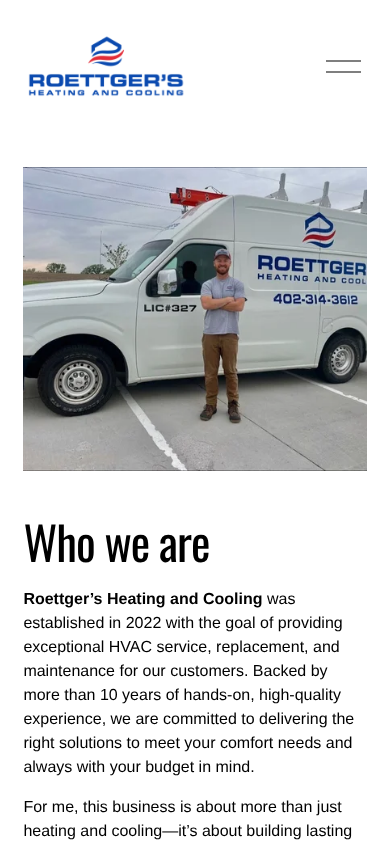 ROETTGER'S
HEATING AND COOLING
ROETTGER
HEATING AND COOL
402-314-3612
LIC#327
Who we are
Roettger’s Heating and Cooling was
established in 2022 with the goal of providing
exceptional HVAC service, replacement, and
maintenance for our customers. Backed by
more than 10 years of hands-on, high-quality
experience, we are committed to delivering the
right solutions to meet your comfort needs and
always with your budget in mind.
For me, this business is about more than just
heating and cooling—it’s about building lasting